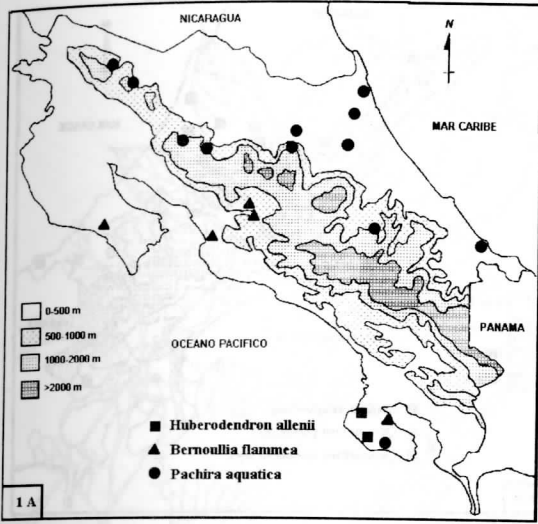 NICARAGUA
N
MAR CARIBE
0-500 m
500-1000 m
1000-2000 m
>2000 m
OCEANO PACIFICO
PANAMA
Huberodendron allenii
Bernoullia flammea
Pachira aquatica
1 A